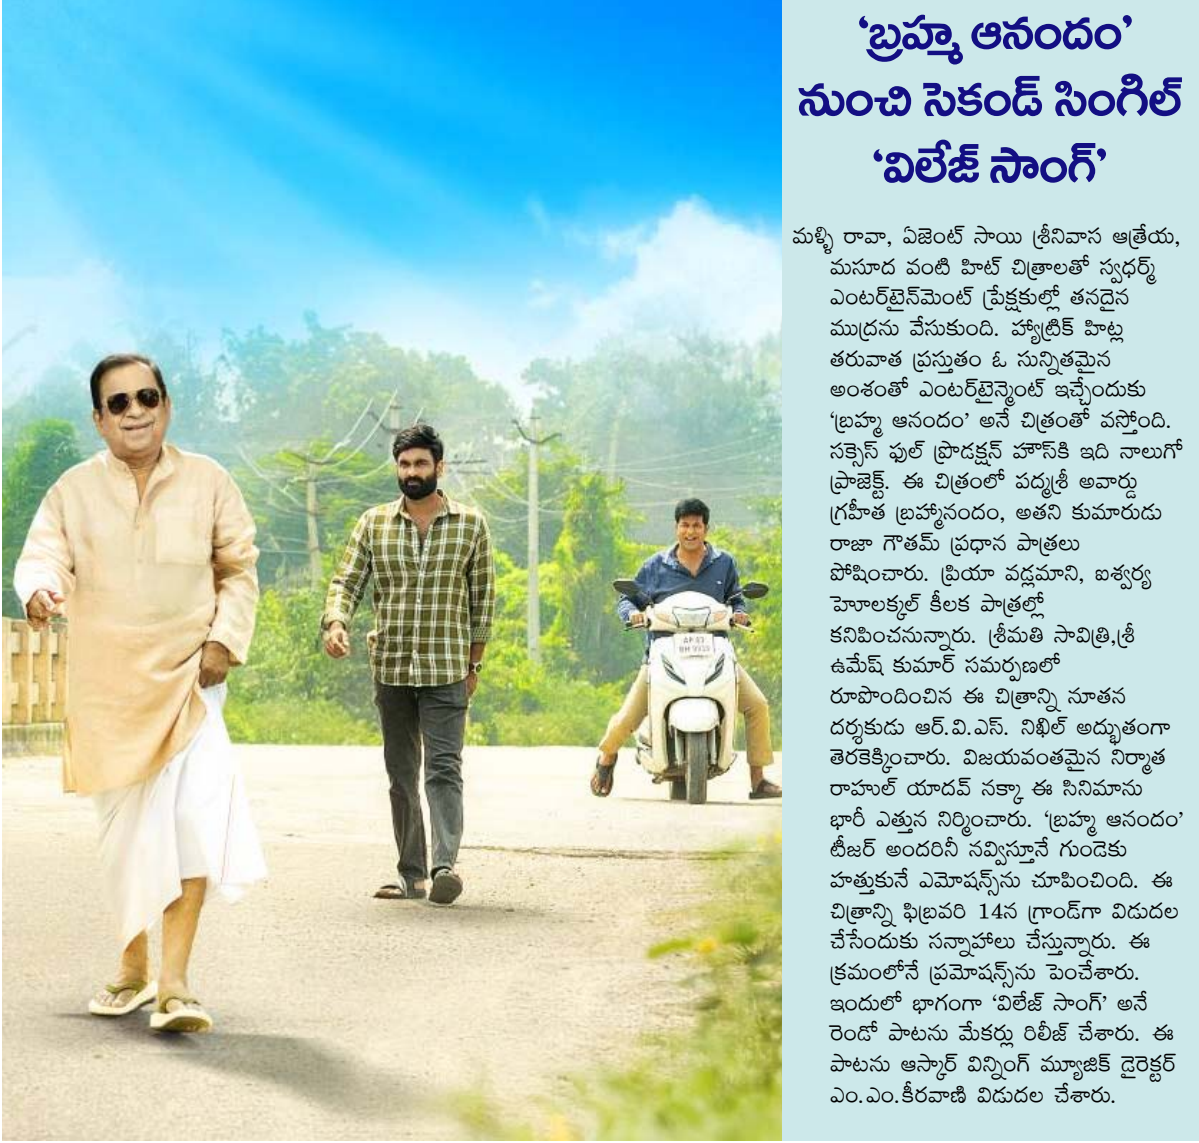 ‘బ్రహ్మ ఆనందం’
నుంచి సెకండ్ సింగిల్
‘విలేజ్ సాంగ్’
మళ్ళి రావా, ఏజెంట్ సాయి శ్రీనివాస ఆత్రేయ,
మసూద వంటి హిట్ చిత్రాలతో స్వధర్మ్
ఎంటర్‌టైన్‌మెంట్ ప్రేక్షకుల్లో తనదైన
ముద్రను వేసుకుంది. హ్యాట్రిక్ హిట్ల
తరువాత ప్రస్తుతం ఓ సున్నితమైన
అంశంతో ఎంటర్‌టైన్మెంట్ ఇచ్చేందుకు
‘బ్రహ్మ ఆనందం’ అనే చిత్రంతో వస్తోంది.
సక్సెస్ ఫుల్ ప్రొడక్షన్ హౌస్‌కి ఇది నాలుగో
ప్రాజెక్ట్. ఈ చిత్రంలో పద్మశ్రీ అవార్డు
గ్రహీత బ్రహ్మానందం, అతని కుమారుడు
రాజా గౌతమ్ ప్రధాన పాత్రలు
పోషించారు. ప్రియా వడ్లమాని, ఐశ్వర్య
హెూలక్కల్ కీలక పాత్రల్లో
కనిపించనున్నారు. శ్రీమతి సావిత్రి,శ్రీ
ఉమేష్ కుమార్ సమర్పణలో
రూపొందించిన ఈ చిత్రాన్ని నూతన
దర్శకుడు ఆర్.వి.ఎస్. నిఖిల్ అద్భుతంగా
తెరకెక్కించారు. విజయవంతమైన నిర్మాత
రాహుల్ యాదవ్ నక్కా ఈ సినిమాను
భారీ ఎత్తున నిర్మించారు. ‘బ్రహ్మ ఆనందం’
టీజర్ అందరినీ నవ్విస్తూనే గుండెకు
హత్తుకునే ఎమోషన్స్‌ను చూపించింది. ఈ
చిత్రాన్ని ఫిబ్రవరి 14న గ్రాండ్‌గా విడుదల
చేసేందుకు సన్నాహాలు చేస్తున్నారు. ఈ
క్రమంలోనే ప్రమోషన్స్‌ను పెంచేశారు.
ఇందులో భాగంగా ‘విలేజ్ సాంగ్’ అనే
రెండో పాటను మేకర్లు రిలీజ్ చేశారు. ఈ
పాటను ఆస్కార్ విన్నింగ్ మ్యూజిక్ డైరెక్టర్
ఎం.ఎం.కీరవాణి విడుదల చేశారు.